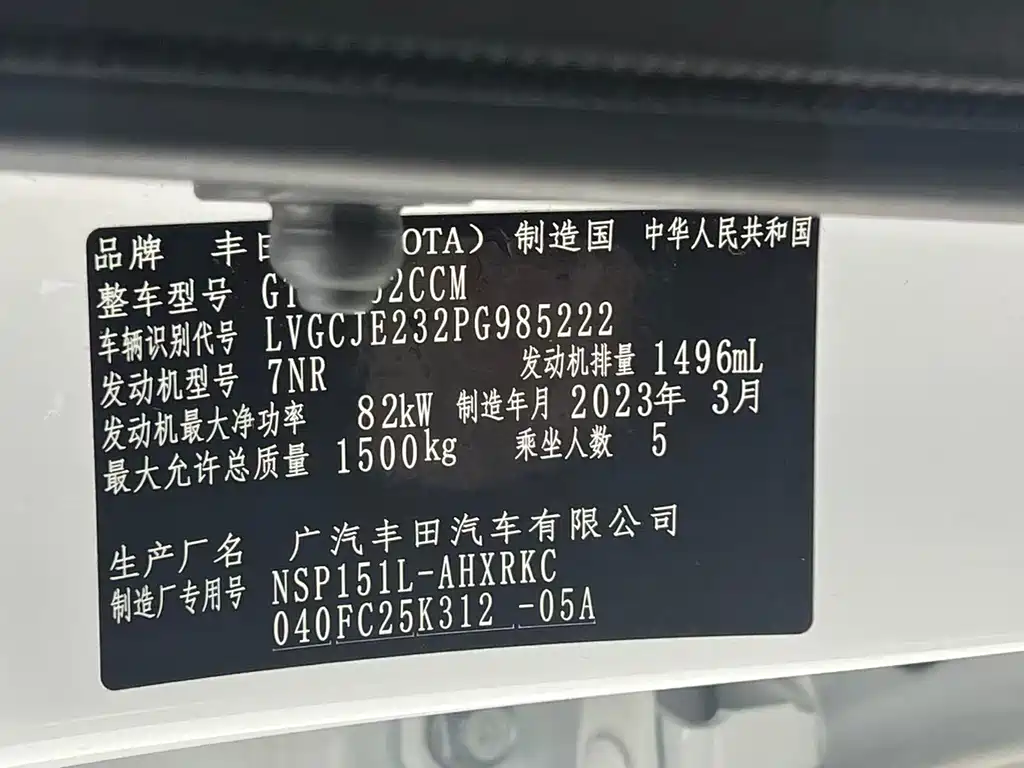 品牌 丰 OTA） 制造国 中华人民共和国
整车型号 2CCM
车辆识别代号 LVGCJE232PG985222
发动机型号 7NR 发动机排量 1496mL
发动机最大净功率 82kW 制造年月 2023年 3月
最大允许总质量 1500kg 乘坐人数 5
生产厂名 广汽丰田汽车有限公司
制造厂专用号 NSP151L-AHXRKC
040FC25K312 -05A